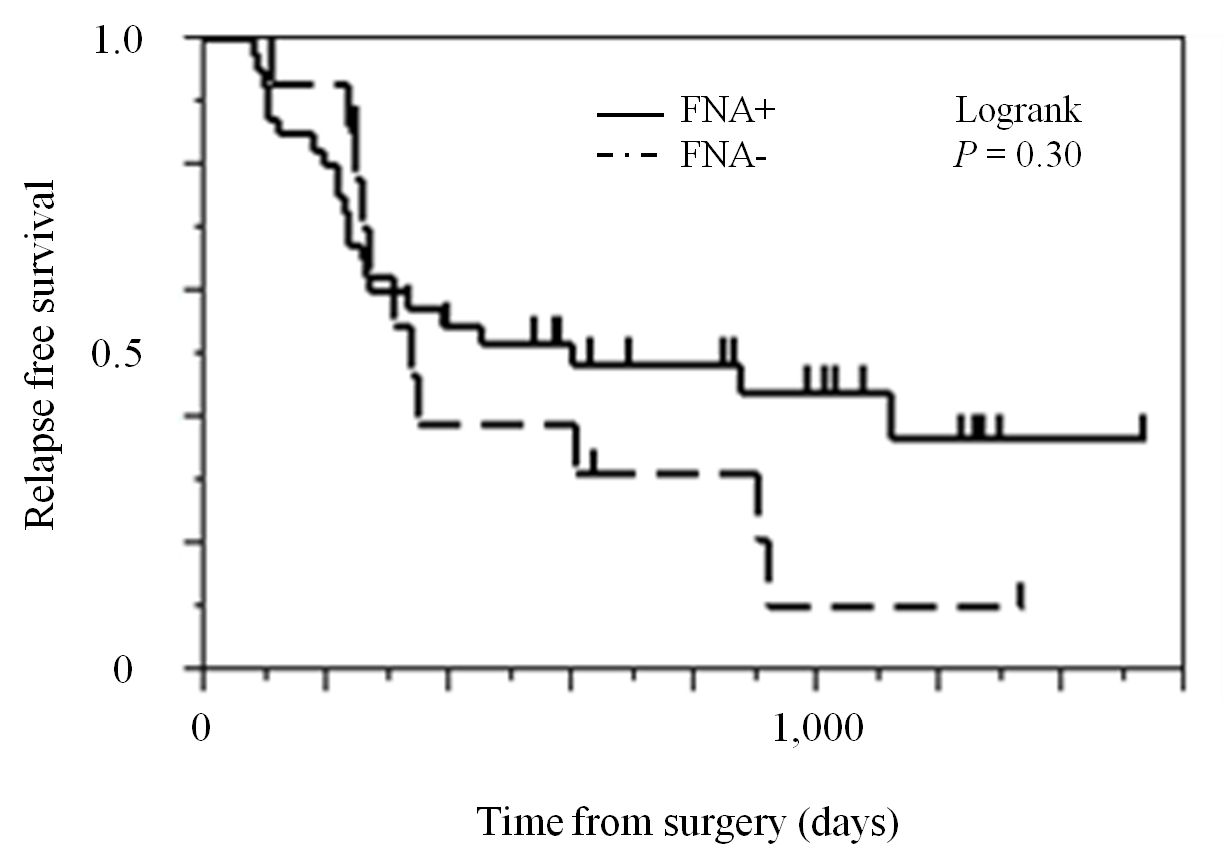 1.0
FNA+ Logrank
FNA- P = 0.30
Relapse free survival
0.5
0
0 1,000
Time from surgery (days)